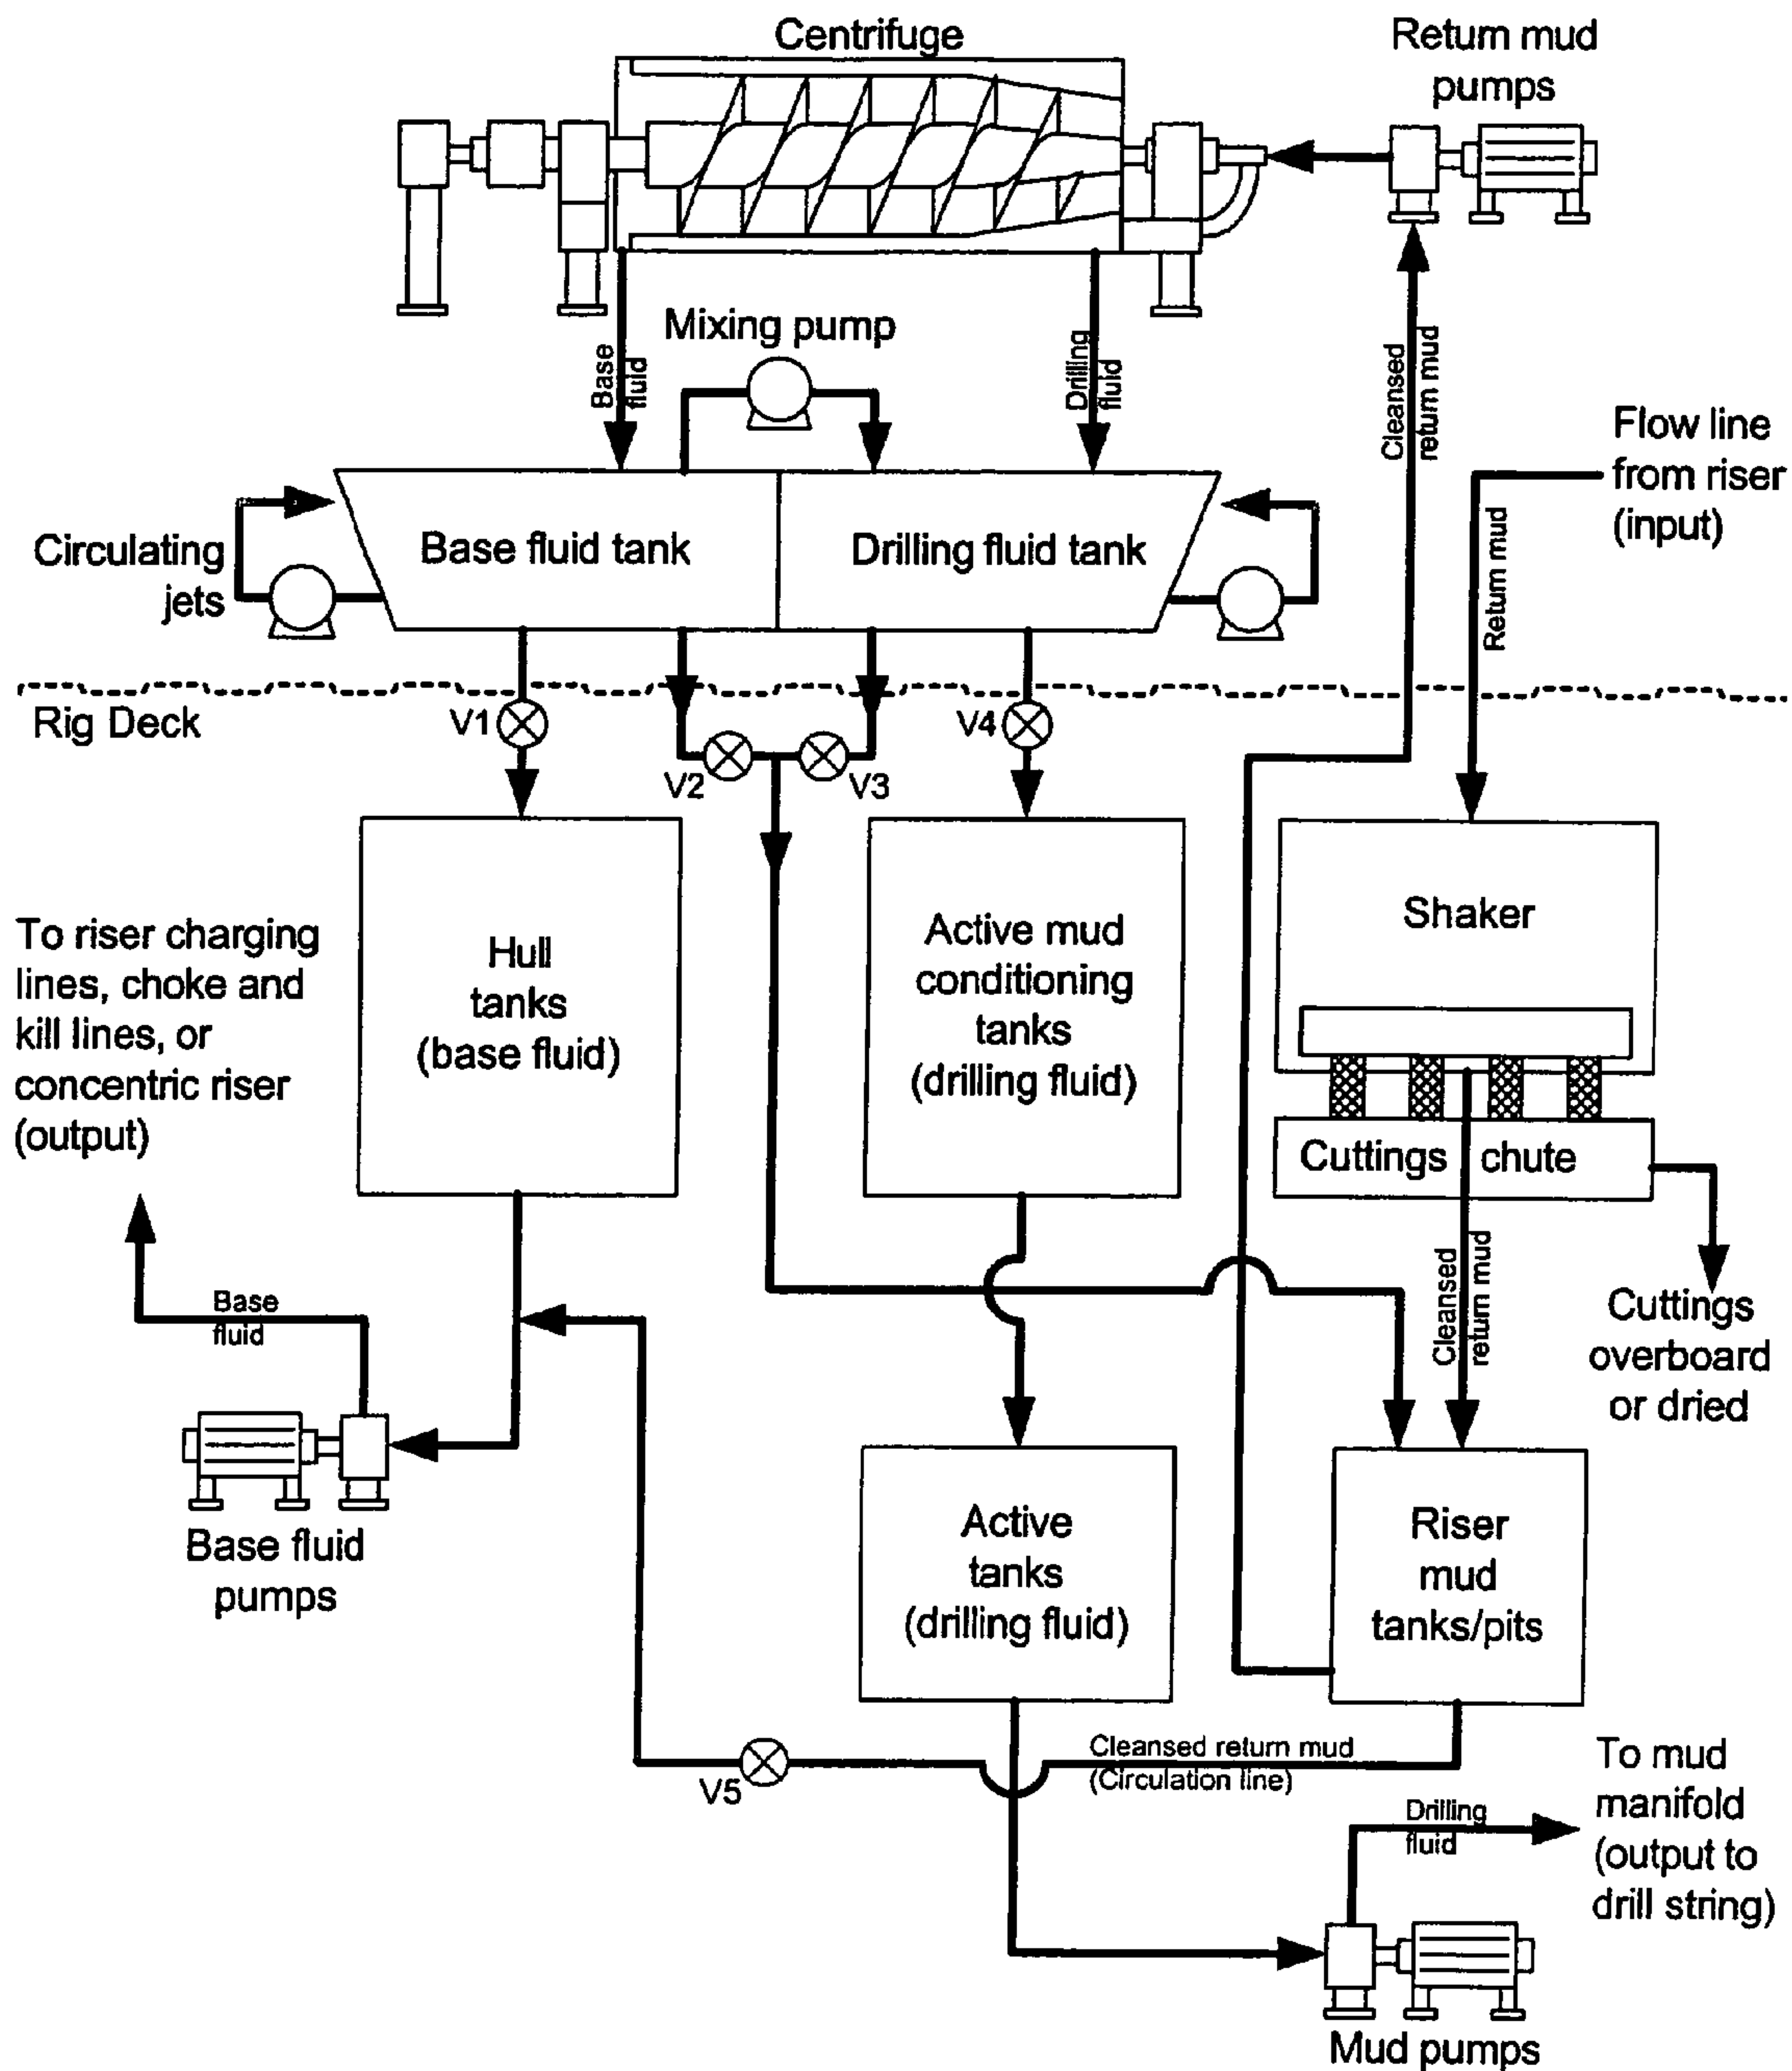 Centrifuge
Return mud
pumps
Mixing pump
Base
fluid
Drilling
fluid
Cleansed
return mud
Flow line
from riser
(input)
Return mud
Circulating
jets
Base fluid tank
Drilling fluid tank
Rig Deck
V1
V2
V3
V4
To riser charging
lines, choke and
kill lines, or
concentric riser
(output)
Hull
tanks
(base fluid)
Active mud
conditioning
tanks
(drilling fluid)
Shaker
Cuttings chute
Cleansed
return mud
Cuttings
overboard
or dried
Base
fluid
Base fluid
pumps
Active
tanks
(drilling fluid)
Riser
mud
tanks/pits
V5
Cleansed return mud
(Circulation line)
To mud
manifold
(output to
drill string)
Drilling
fluid
Mud pumps